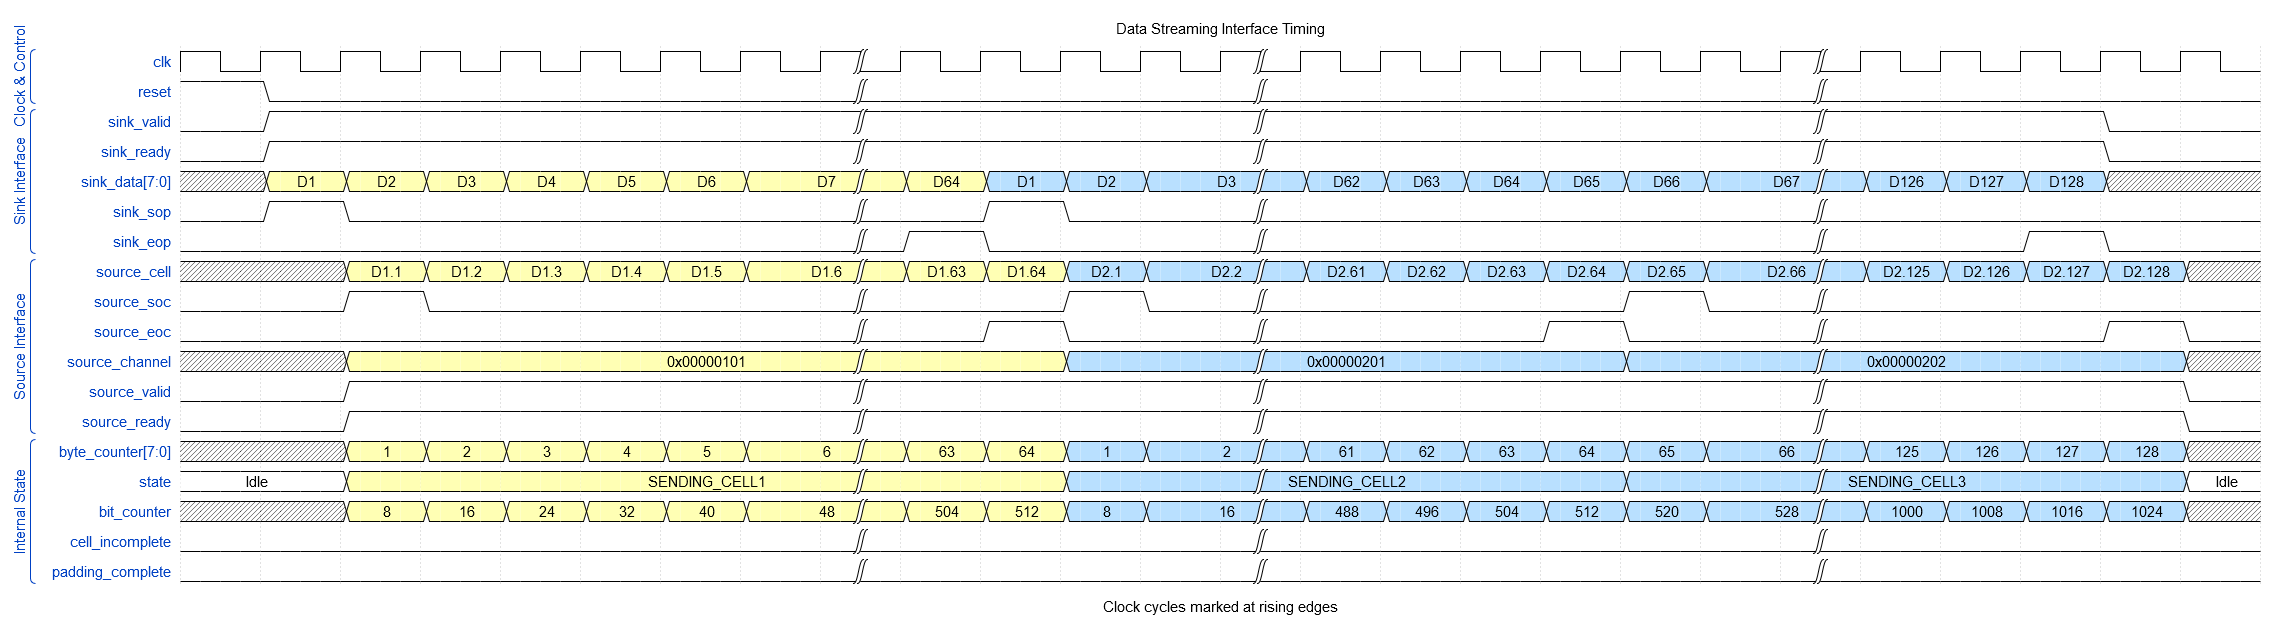 Data Streaming Interface Timing
Clock & Control
clk
reset
Sink Interface
sink_valid
sink_ready
sink_data[7:0] D1 D2 D3 D4 D5 D6 D7 D64 D1 D2 D3 D62 D63 D64 D65 D66 D67 D126 D127 D128
sink_sop
sink_eop
Source Interface
source_cell D1.1 D1.2 D1.3 D1.4 D1.5 D1.6 D1.63 D1.64 D2.1 D2.2 D2.61 D2.62 D2.63 D2.64 D2.65 D2.66 D2.125 D2.126 D2.127 D2.128
source_soc
source_eoc
source_channel 0x00000101 0x00000201 0x00000202
source_valid
source_ready
Internal State
byte_counter[7:0] 1 2 3 4 5 6 63 64 1 2 61 62 63 64 65 66 125 126 127 128
state Idle SENDING_CELL1 SENDING_CELL2 SENDING_CELL3 Idle
bit_counter 8 16 24 32 40 48 504 512 8 16 488 496 504 512 520 528 1000 1008 1016 1024
cell_incomplete
padding_complete
Clock cycles marked at rising edges